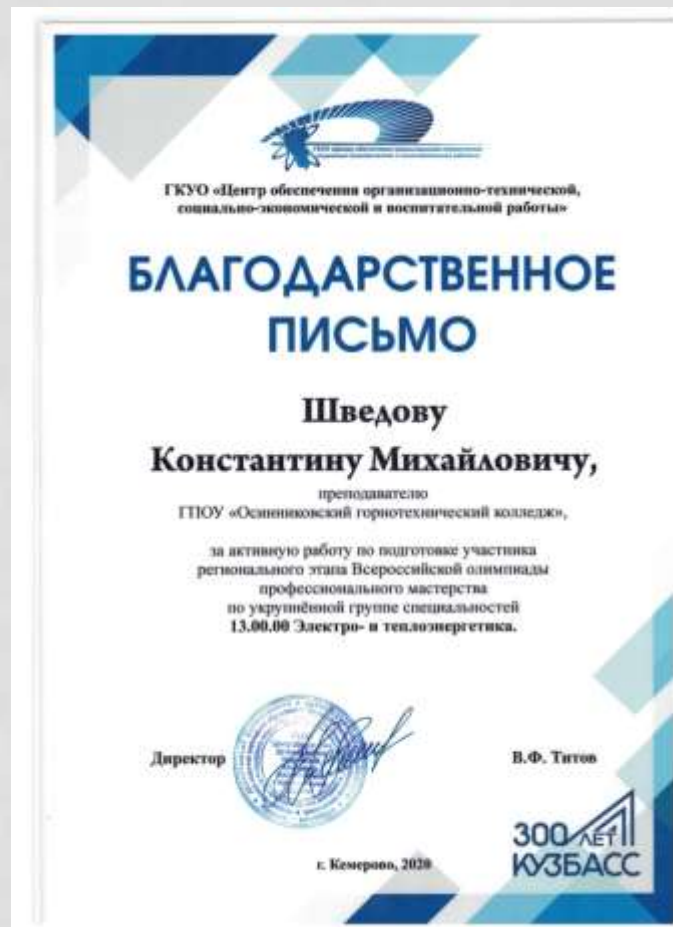 ГКУО «Центр обеспечения организационно-технической,
социально-экономической и воспитательной работы»
БЛАГОДАРСТВЕННОЕ
ПИСЬМО
Шведову
Константину Михайловичу,
преподавателю
ГПОУ «Осинниковский горнотехнический колледж»,
за активную работу по подготовке участника
регионального этапа Всероссийской олимпиады
профессионального мастерства
по укрупнённой группе специальностей
13.00.00 Электро- и теплоэнергетика.
Директор
В.Ф. Титов
300 ЛЕТ
КУЗБАСС
г. Кемерово, 2020